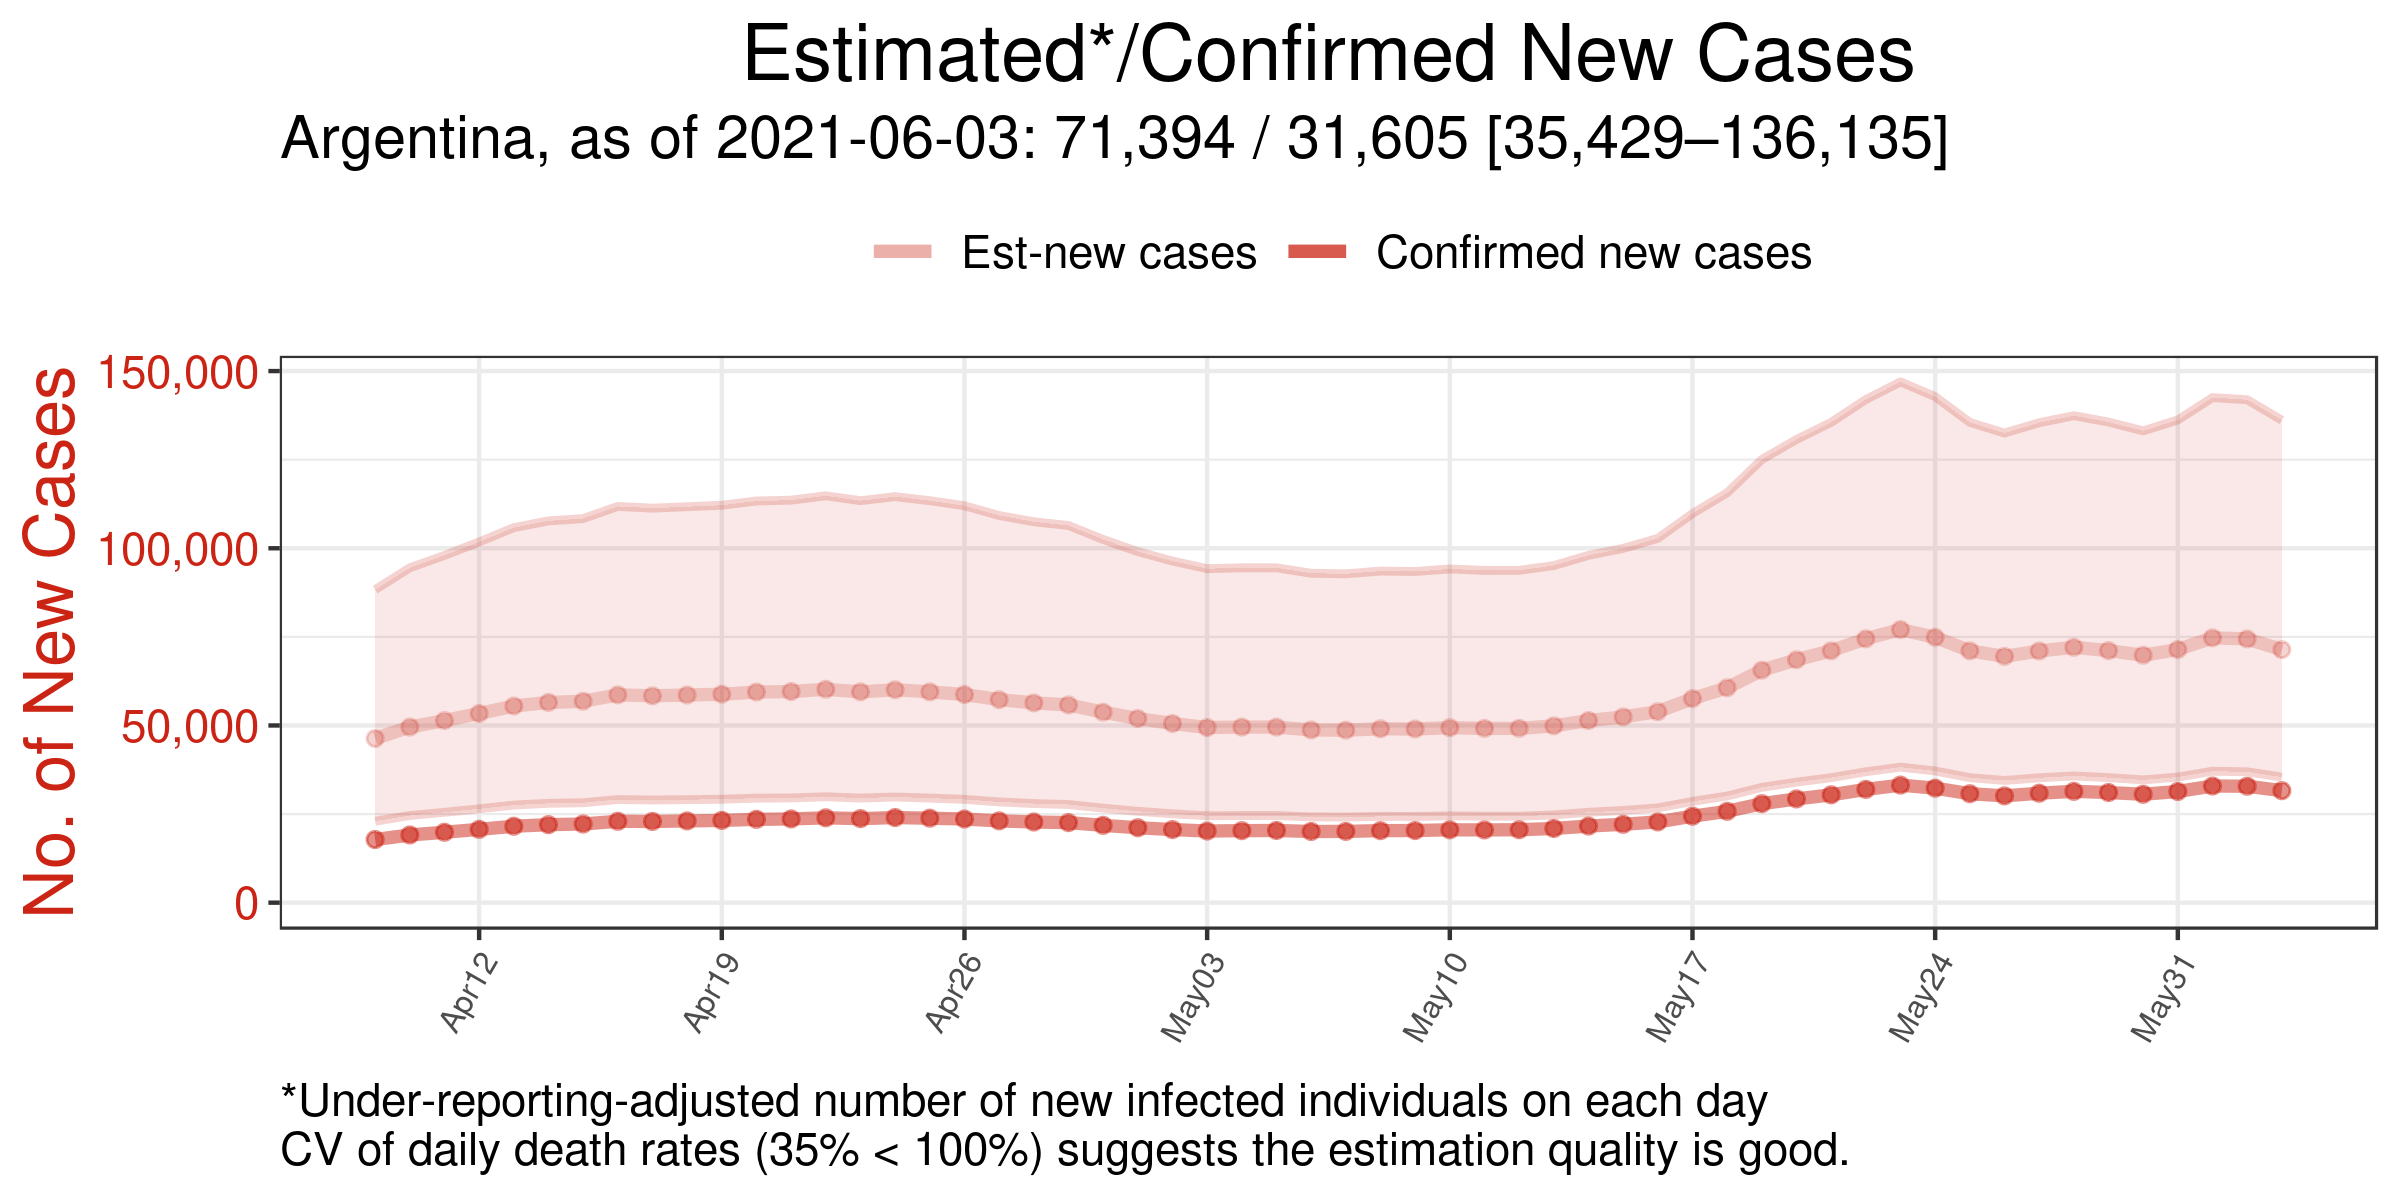 Estimated*/Confirmed New Cases
Argentina, as of 2021-06-03: 71,394 / 31,605 [35,429–136,135]
Est-new cases
Confirmed new cases
No. of New Cases
150,000
100,000
50,000
0
Apr12
Apr19
Apr26
May03
May10
May17
May24
May31
*Under-reporting-adjusted number of new infected individuals on each day
CV of daily death rates (35% < 100%) suggests the estimation quality is good.